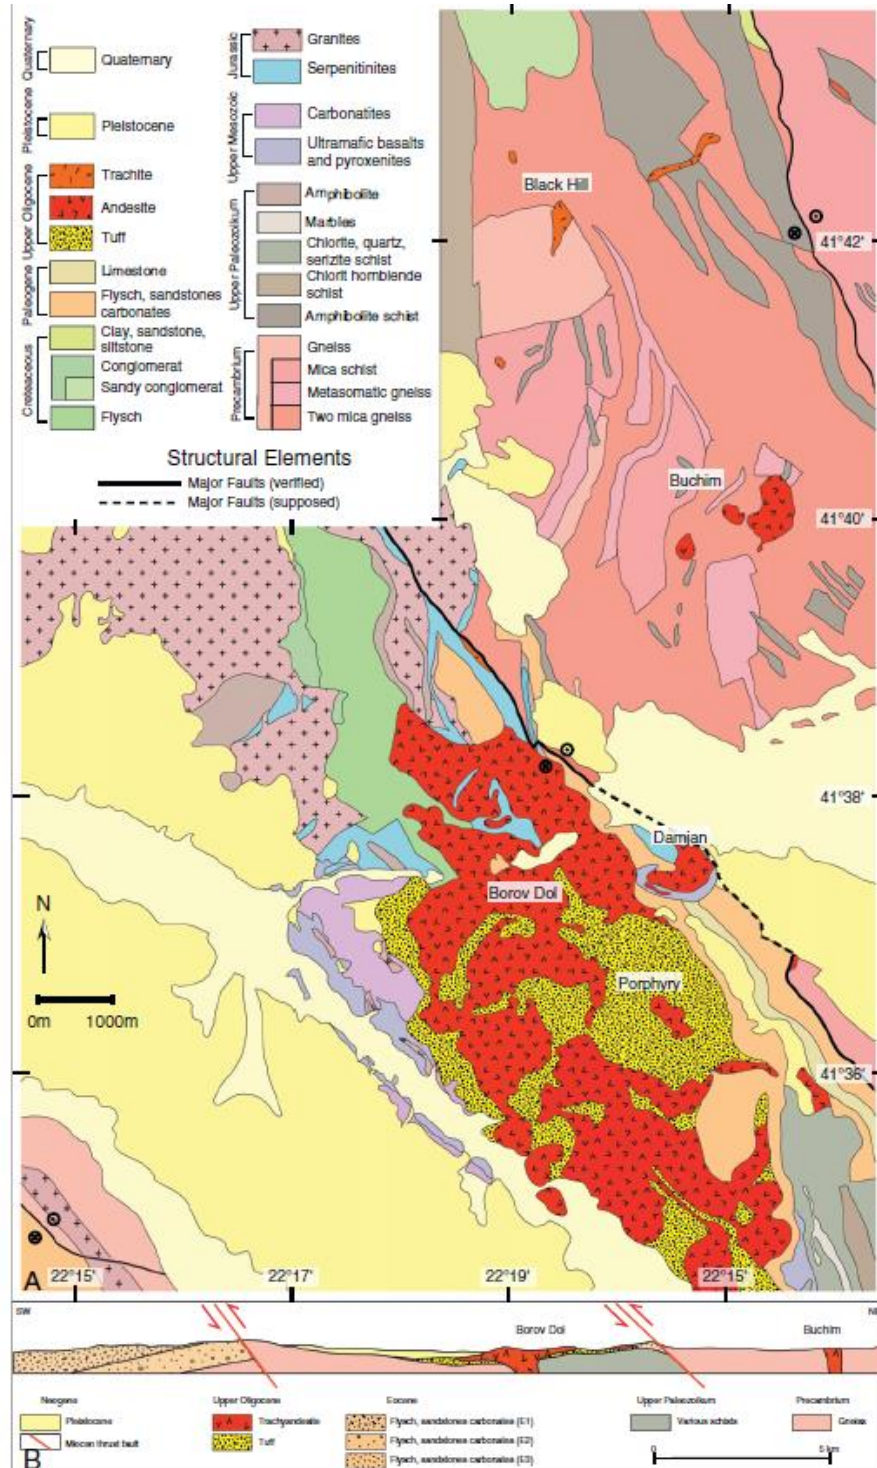 Quaternary
Quaternary
Pleistocene
Pleistocene
Upper Oligocene
Trachite
Andesite
Tuff
Paleogene
Limestone
Flysch, sandstones
carbonates
Creteaceous
Clay, sandstone,
siltstone
Conglomerat
Sandy conglomerat
Flysch
Jurassic
Granites
Serpenitinites
Upper Mesozoic
Carbonatites
Ultramafic basalts
and pyroxenites
Upper Paleozoikum
Amphibolite
Marbles
Chlorite, quartz,
serizite schist
Chlorit hornblende
schist
Amphibolite schist
Precambrium
Gneiss
Mica schist
Metasomatic gneiss
Two mica gneiss
Structural Elements
Major Faults (verified)
Major Faults (supposed)
Black Hill
41°42'
Buchim
41°40'
41°38'
Damjan
Borov Dol
Porphyry
N
0m 1000m
41°36'
A
22°15' 22°17' 22°19' 22°15'
SW
Borov Dol
Buchim
Neogene
Pleistocene
Miocen thrust fault
Upper Oligocene
Trachyandesite
Tuff
Eocene
Flysch, sandstones carbonates (E1)
Flysch, sandstones carbonates (E2)
Flysch, sandstones carbonates (E3)
Upper Paleozoikum
Various schists
Precambrium
Gneiss
B
0 5 km